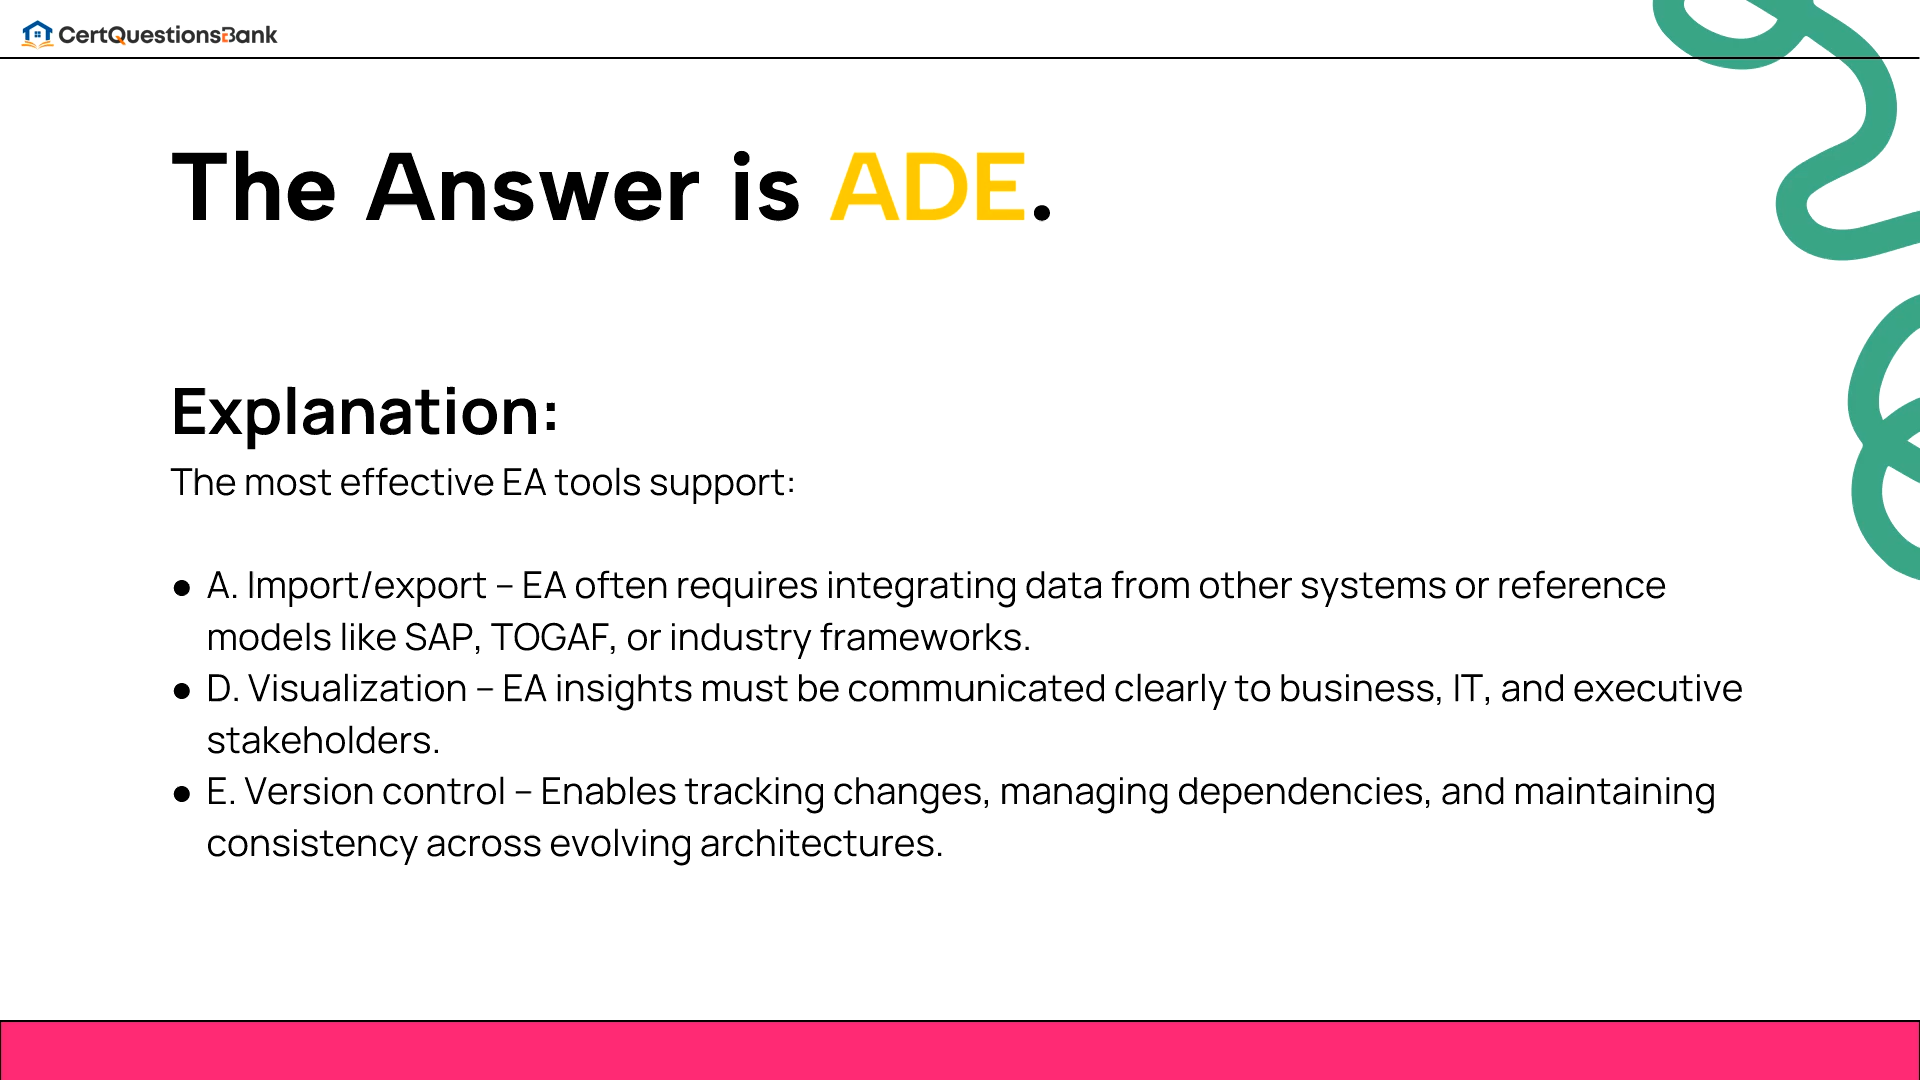 CertQuestionsBank
The Answer is ADE.
Explanation:
The most effective EA tools support:
● A. Import/export – EA often requires integrating data from other systems or reference
models like SAP, TOGAF, or industry frameworks.
● D. Visualization – EA insights must be communicated clearly to business, IT, and executive
stakeholders.
● E. Version control – Enables tracking changes, managing dependencies, and maintaining
consistency across evolving architectures.